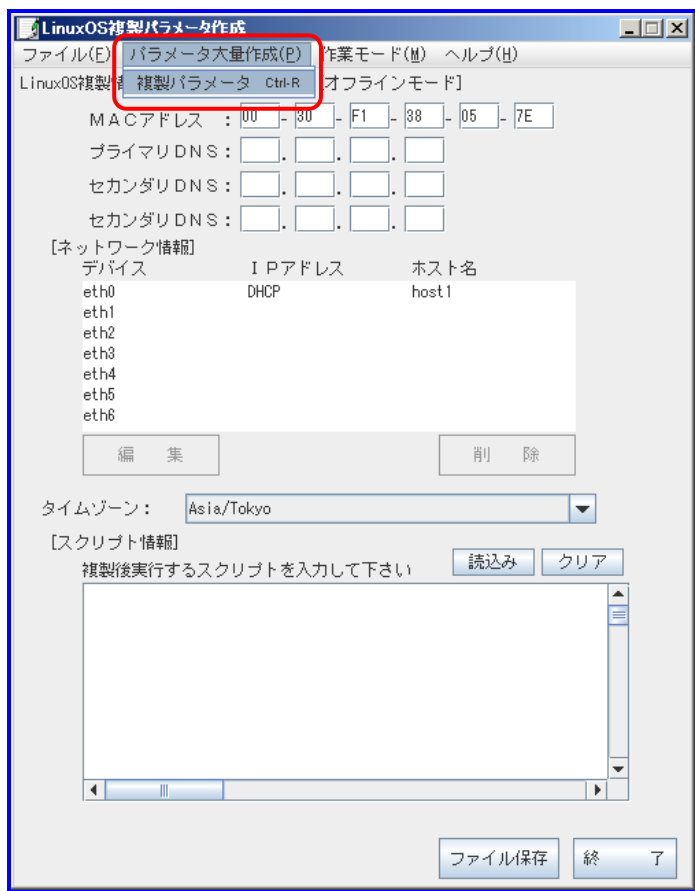 LinuxOS複製パラメータ作成
ファイル(F) パラメータ大量作成(P) 作業モード(M) ヘルプ(H)
LinuxOS複製情 [オフラインモード]
複製パラメータ Ctrl-R
MACアドレス : 00 - 30 - F1 - 38 - 05 - 7E
プライマリDNS : . . .
セカンダリDNS : . . .
セカンダリDNS : . . .
[ネットワーク情報]
デバイス IPアドレス ホスト名
eth0 DHCP host1
eth1
eth2
eth3
eth4
eth5
eth6
編 集 削 除
タイムゾーン : Asia/Tokyo
[スクリプト情報]
複製後実行するスクリプトを入力して下さい 読込み クリア
ファイル保存 終 了